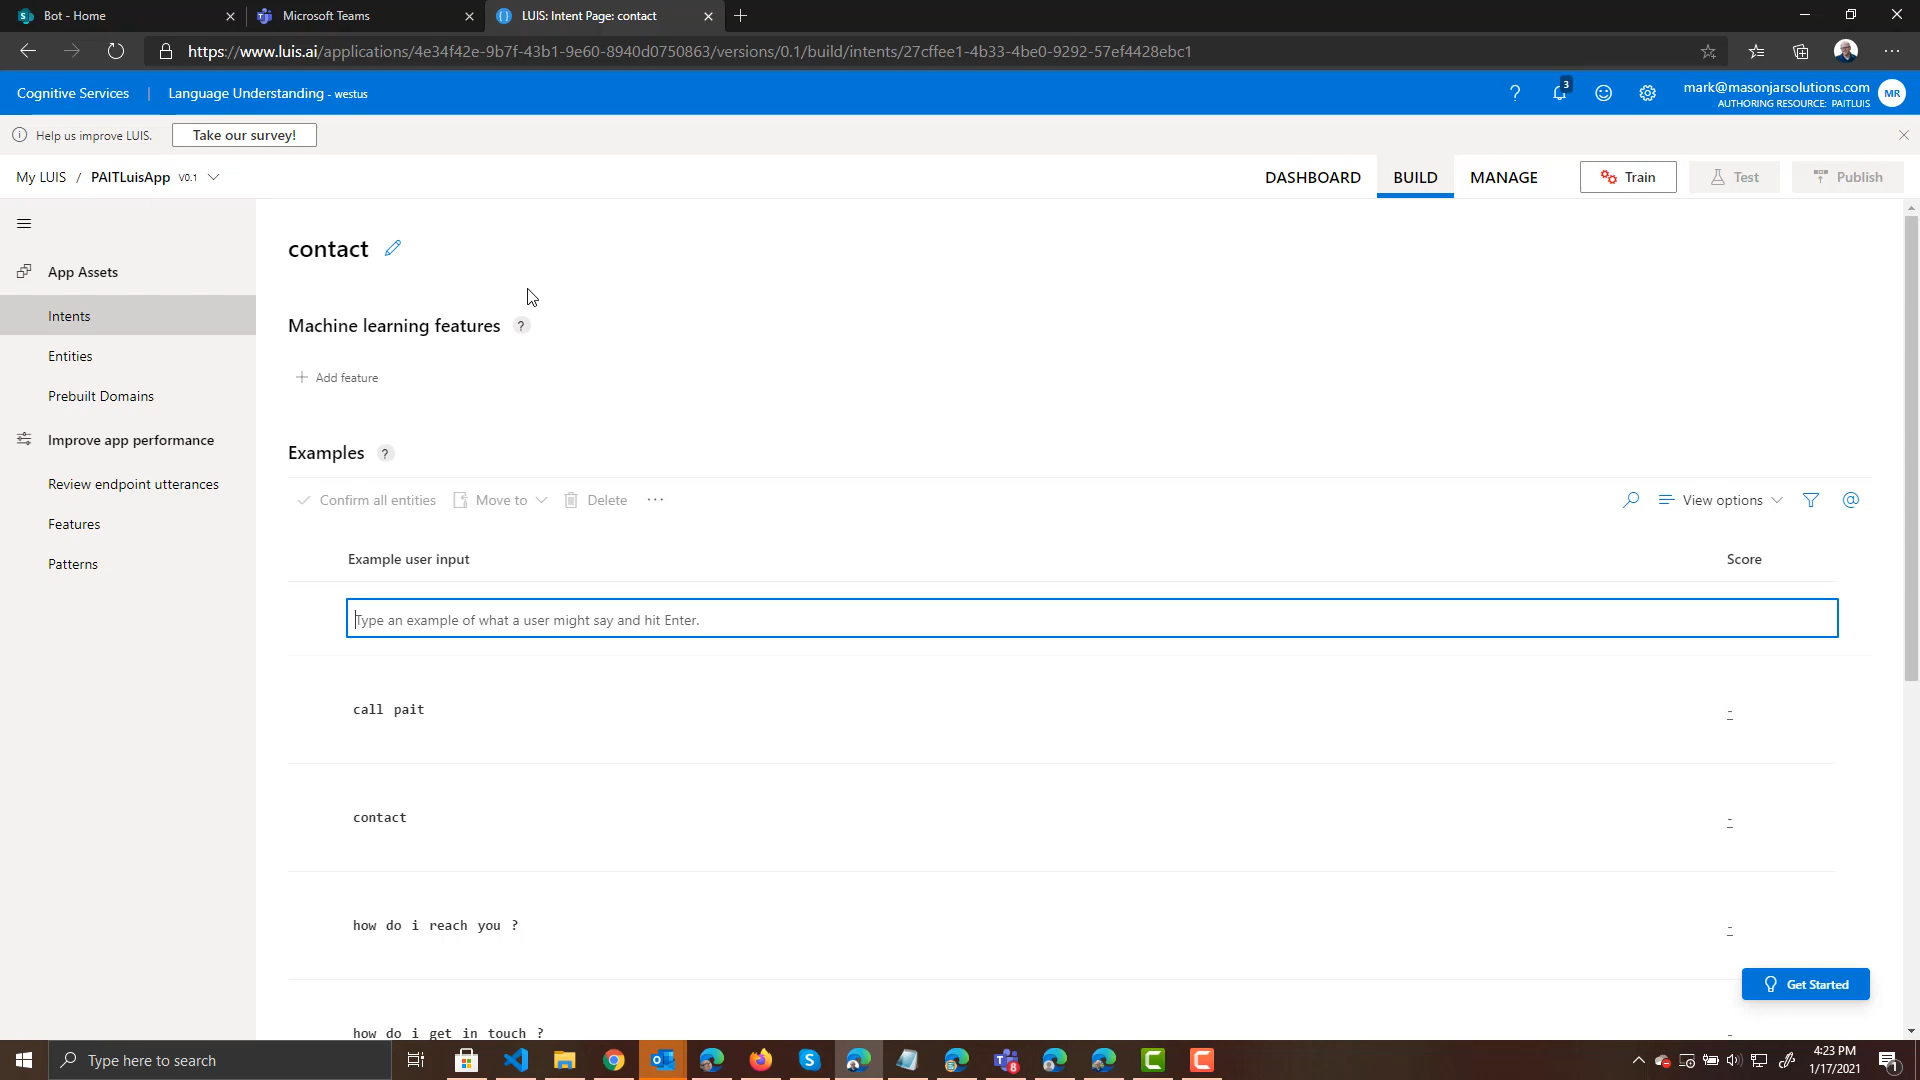 Bot - Home
Microsoft Teams
LUIS: Intent Page: contact
https://www.luis.ai/applications/4e34f42e-9b7f-43b1-9e60-8940d0750863/versions/0.1/build/intents/27cffee1-4b33-4be0-9292-57ef4428ebc1
Cognitive Services | Language Understanding - westus
3
mark@masonjarsolutions.com
AUTHORING RESOURCE: PAITLUIS
MR
Help us improve LUIS. Take our survey!
My LUIS / PAITLuisApp V0.1
DASHBOARD BUILD MANAGE Train Test Publish
App Assets
Intents
Entities
Prebuilt Domains
Improve app performance
Review endpoint utterances
Features
Patterns
contact
Machine learning features ?
+ Add feature
Examples ?
Confirm all entities Move to Delete ...
View options @
Example user input Score
Type an example of what a user might say and hit Enter.
call pait -
contact -
how do i reach you ? -
how do i get in touch ? -
Get Started
Type here to search
8
4:23 PM
1/17/2021
1